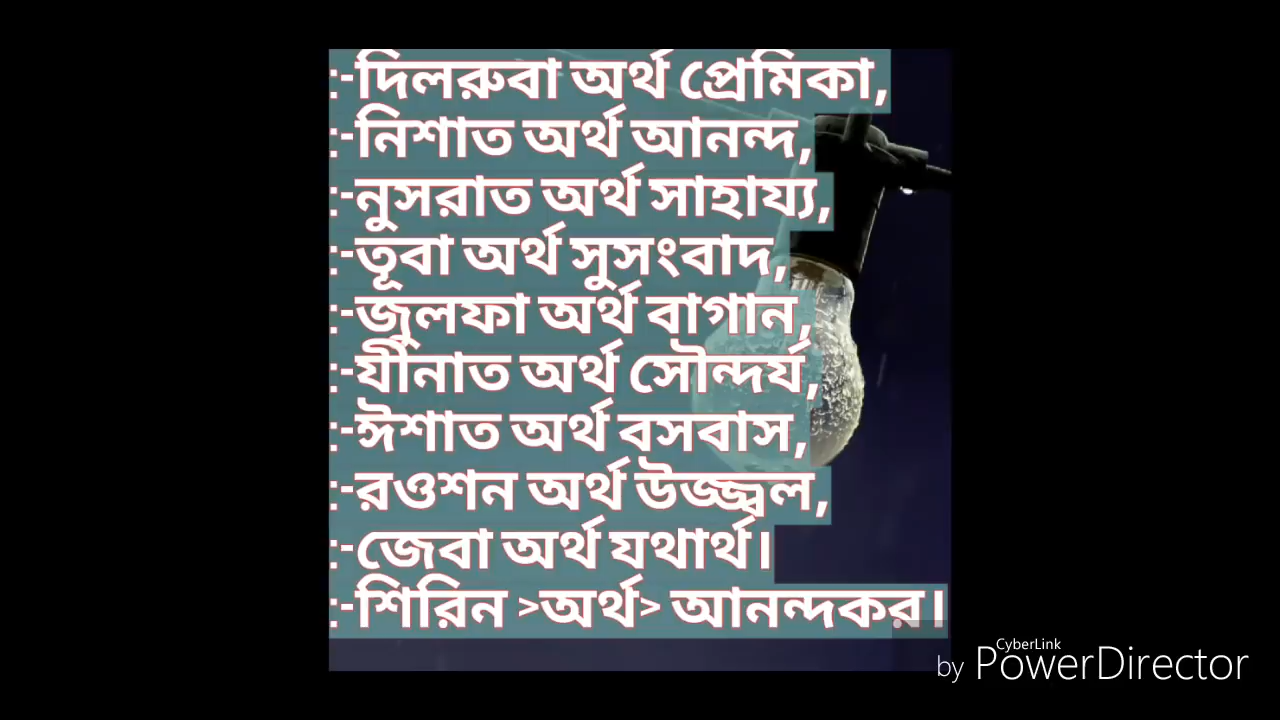 :-দিলরুবা অর্থ প্রেমিকা,
:-নিশাত অর্থ আনন্দ,
:-নুসরাত অর্থ সাহায্য,
:-তূবা অর্থ সুসংবাদ,
:-জুলফা অর্থ বাগান,
:-যীনাত অর্থ সৌন্দর্য,
:-ঈশাত অর্থ বসবাস,
:-রওশন অর্থ উজ্জ্বল,
:-জেবা অর্থ যথার্থ।
:-শিরিন >অর্থ> আনন্দকর।
CyberLink
by PowerDirector